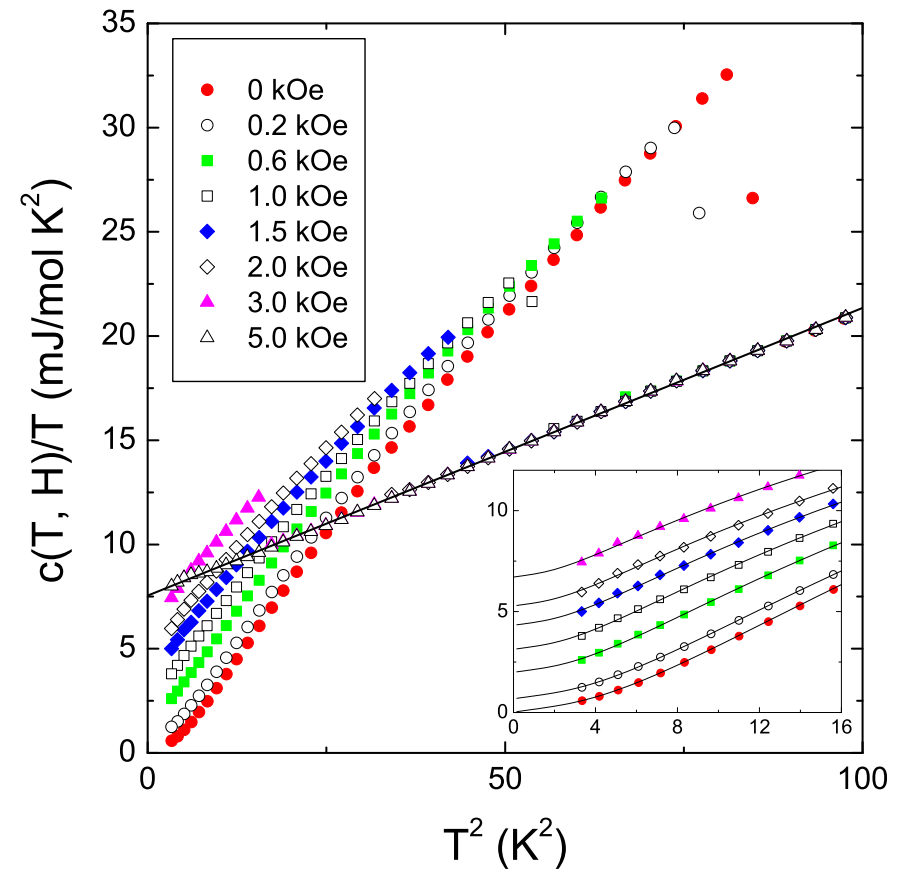 35
30
25
20
15
10
5
0
c(T, H)/T (mJ/mol K²)
0 kOe
0.2 kOe
0.6 kOe
1.0 kOe
1.5 kOe
2.0 kOe
3.0 kOe
5.0 kOe
10
5
0
0 4 8 12 16
0 50 100
T² (K²)